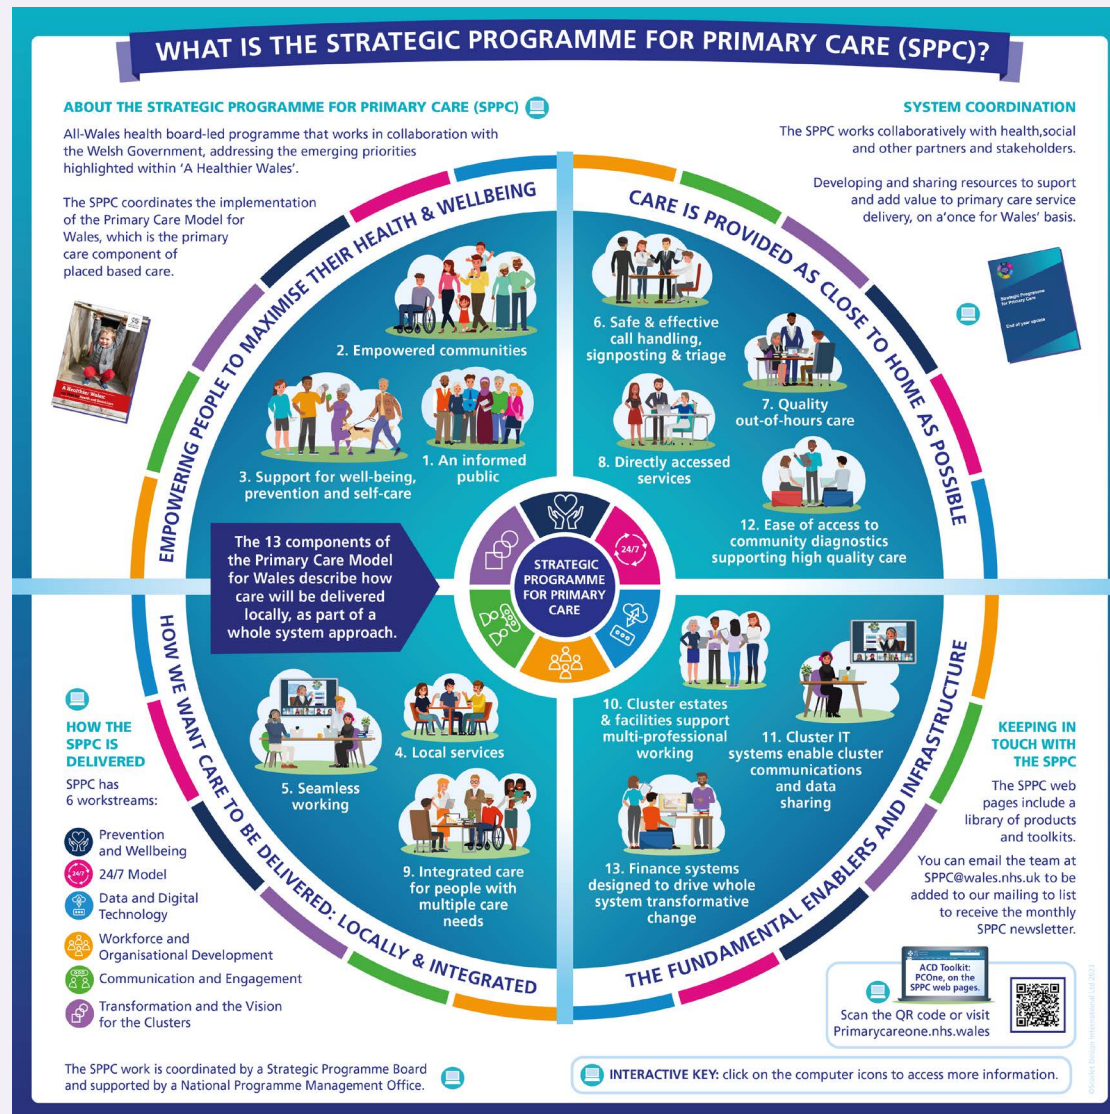 WHAT IS THE STRATEGIC PROGRAMME FOR PRIMARY CARE (SPPC)?
ABOUT THE STRATEGIC PROGRAMME FOR PRIMARY CARE (SPPC)
All-Wales health board-led programme that works in collaboration with
the Welsh Government, addressing the emerging priorities
highlighted within 'A Healthier Wales'.
The SPPC coordinates the implementation
of the Primary Care Model for
Wales, which is the primary
care component of
placed based care.
A Healthier Wales:
SYSTEM COORDINATION
The SPPC works collaboratively with health,social
and other partners and stakeholders.
Developing and sharing resources to suport
and add value to primary care service
delivery, on a'once for Wales' basis.
Strategic Programme
for Primary Care
End of year update
EMPOWERING PEOPLE TO MAXIMISE THEIR HEALTH & WELLBEING
2. Empowered communities
3. Support for well-being,
prevention and self-care
1. An informed
public
CARE IS PROVIDED AS CLOSE TO HOME AS POSSIBLE
6. Safe & effective
call handling,
signposting & triage
7. Quality
out-of-hours care
8. Directly accessed
services
12. Ease of access to
community diagnostics
supporting high quality care
The 13 components of
the Primary Care Model
for Wales describe how
care will be delivered
locally, as part of a
whole system approach.
24/7
STRATEGIC
PROGRAMME
FOR PRIMARY
CARE
HOW WE WANT CARE TO BE DELIVERED: LOCALLY & INTEGRATED
4. Local services
5. Seamless
working
9. Integrated care
for people with
multiple care
needs
THE FUNDAMENTAL ENABLERS AND INFRASTRUCTURE
10. Cluster estates
& facilities support
multi-professional
working
11. Cluster IT
systems enable cluster
communications
and data
sharing
13. Finance systems
designed to drive whole
system transformative
change
HOW THE
SPPC IS
DELIVERED
SPPC has
6 workstreams:
Prevention
and Wellbeing
24/7
24/7 Model
Data and Digital
Technology
Workforce and
Organisational Development
Communication and Engagement
Transformation and the Vision
for the Clusters
The SPPC work is coordinated by a Strategic Programme Board
and supported by a National Programme Management Office.
KEEPING IN
TOUCH WITH
THE SPPC
The SPPC web
pages include a
library of products
and toolkits.
You can email the team at
SPPC@wales.nhs.uk to be
added to our mailing to list
to receive the monthly
SPPC newsletter.
ACD Toolkit:
PCOne, on the
SPPC web pages.
Scan the QR code or visit
Primarycareone.nhs.wales
INTERACTIVE KEY: click on the computer icons to access more information.